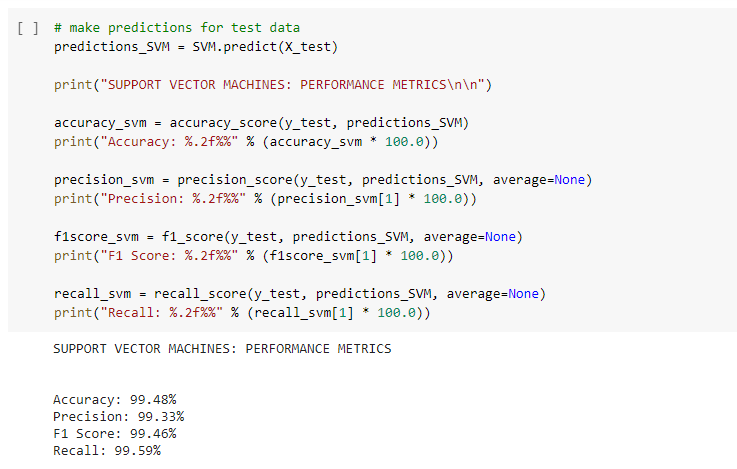 [ ] # make predictions for test data
predictions_SVM = SVM.predict(X_test)
print("SUPPORT VECTOR MACHINES: PERFORMANCE METRICS\n\n")
accuracy_svm = accuracy_score(y_test, predictions_SVM)
print("Accuracy: %.2f%%" % (accuracy_svm * 100.0))
precision_svm = precision_score(y_test, predictions_SVM, average=None)
print("Precision: %.2f%%" % (precision_svm[1] * 100.0))
f1score_svm = f1_score(y_test, predictions_SVM, average=None)
print("F1 Score: %.2f%%" % (f1score_svm[1] * 100.0))
recall_svm = recall_score(y_test, predictions_SVM, average=None)
print("Recall: %.2f%%" % (recall_svm[1] * 100.0))
SUPPORT VECTOR MACHINES: PERFORMANCE METRICS
Accuracy: 99.48%
Precision: 99.33%
F1 Score: 99.46%
Recall: 99.59%